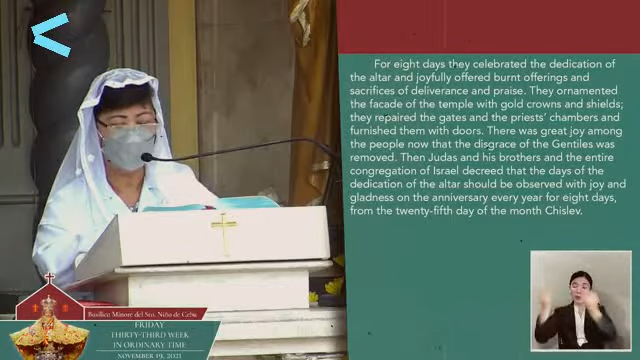 For eight days they celebrated the dedication of
the altar and joyfully offered burnt offerings and
sacrifices of deliverance and praise. They ornamented
the facade of the temple with gold crowns and shields;
they repaired the gates and the priests' chambers and
furnished them with doors. There was great joy among
the people now that the disgrace of the Gentiles was
removed. Then Judas and his brothers and the entire
congregation of Israel decreed that the days of the
dedication of the altar should be observed with joy and
gladness on the anniversary every year for eight days,
from the twenty-fifth day of the month Chislev.
Basilica Minore del Sto. Niño de Cebu
FRIDAY
THIRTY-THIRD WEEK
IN ORDINARY TIME
NOVEMBER 19, 2021